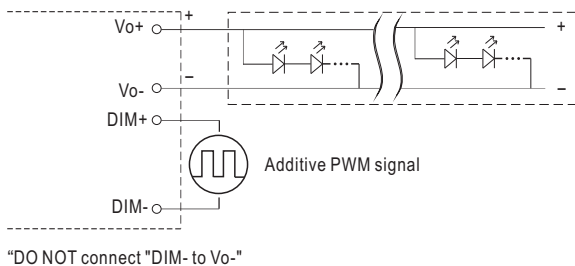 Vo+
+
+
−
Vo-
−
DIM+
Additive PWM signal
DIM-
“DO NOT connect "DIM- to Vo-"